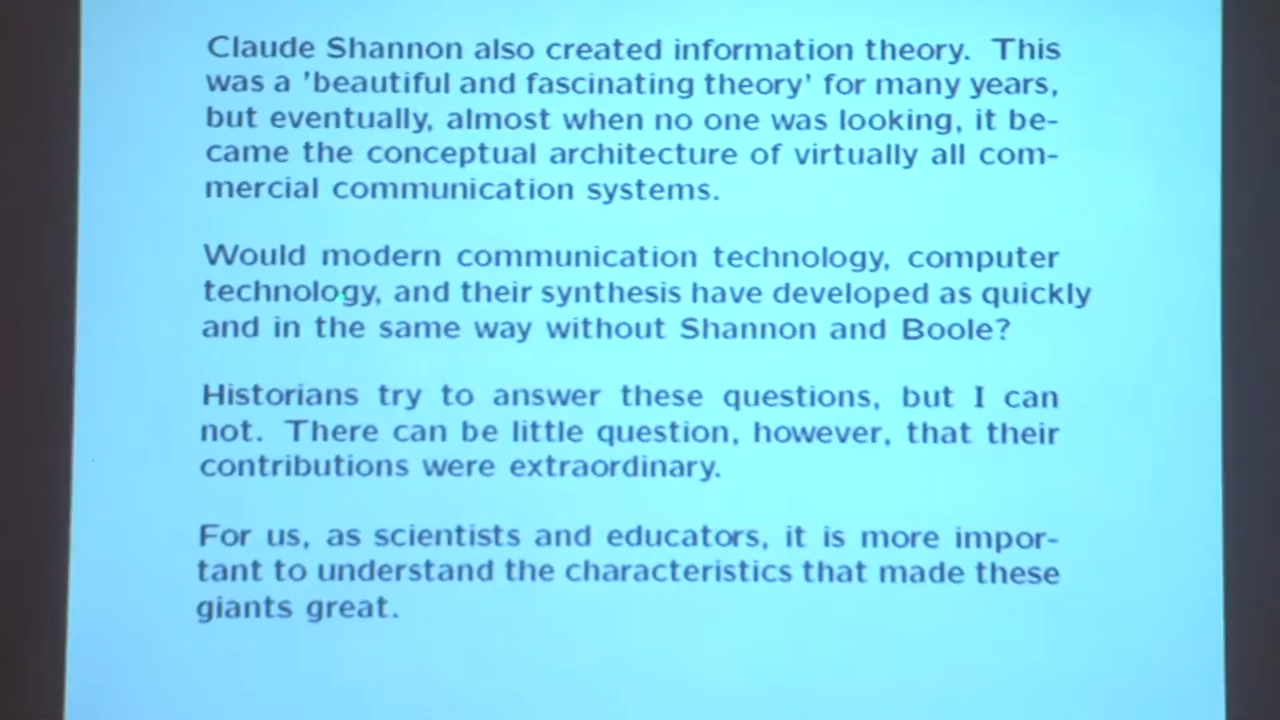 Claude Shannon also created information theory. This
was a 'beautiful and fascinating theory' for many years,
but eventually, almost when no one was looking, it be-
came the conceptual architecture of virtually all com-
mercial communication systems.
Would modern communication technology, computer
technology, and their synthesis have developed as quickly
and in the same way without Shannon and Boole?
Historians try to answer these questions, but I can
not. There can be little question, however, that their
contributions were extraordinary.
For us, as scientists and educators, it is more impor-
tant to understand the characteristics that made these
giants great.